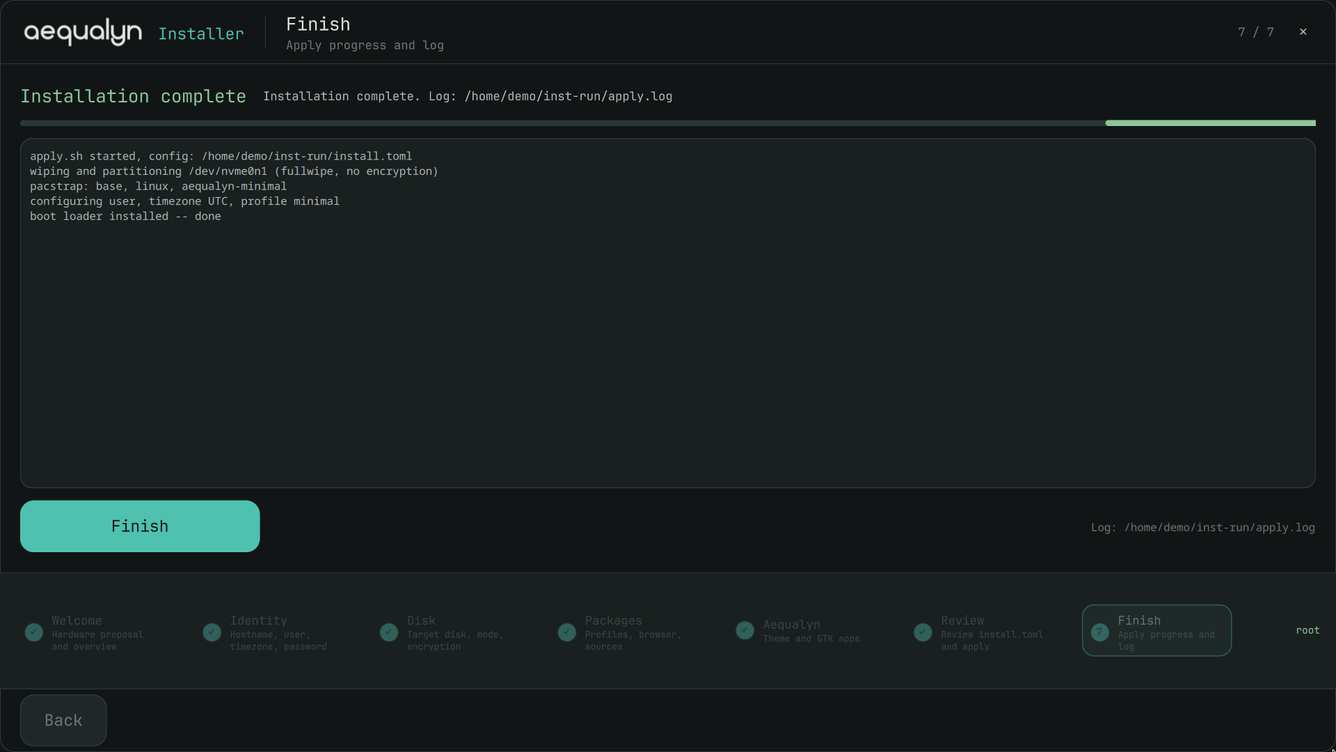 aequalyn Installer
Finish
Apply progress and log
7 / 7 ×
Installation complete
Installation complete. Log: /home/demo/inst-run/apply.log
apply.sh started, config: /home/demo/inst-run/install.toml
wiping and partitioning /dev/nvme0n1 (fullwipe, no encryption)
pacstrap: base, linux, aequalyn-minimal
configuring user, timezone UTC, profile minimal
boot loader installed -- done
Finish
Log: /home/demo/inst-run/apply.log
✓ Welcome
Hardware proposal
and overview
✓ Identity
Hostname, user,
timezone, password
✓ Disk
Target disk, mode,
encryption
✓ Packages
Profiles, browser,
sources
✓ Aequalyn
Theme and GTK apps
✓ Review
Review install.toml
and apply
7 Finish
Apply progress and
log
root
Back